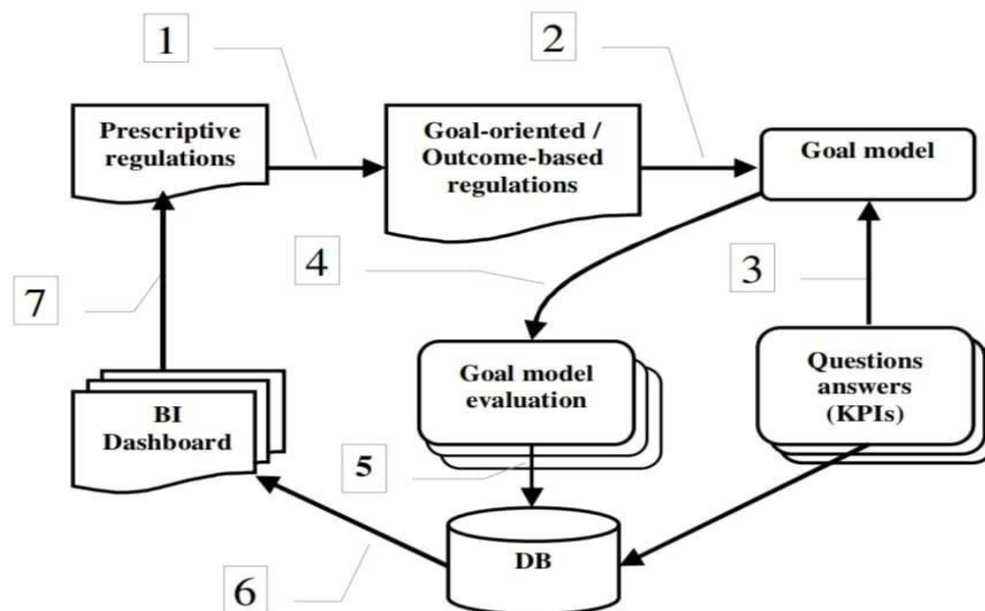 1
2
Prescriptive
regulations
Goal-oriented /
Outcome-based
regulations
Goal model
4
3
7
Goal model
evaluation
Questions
answers
(KPIs)
BI
Dashboard
5
DB
6